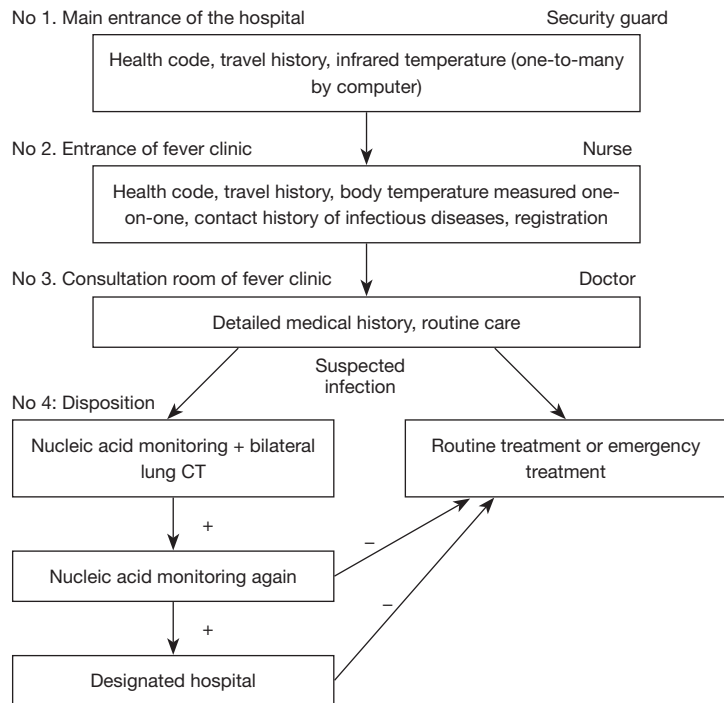 No 1. Main entrance of the hospital
Security guard
Health code, travel history, infrared temperature (one-to-many
by computer)
No 2. Entrance of fever clinic
Nurse
Health code, travel history, body temperature measured one-
on-one, contact history of infectious diseases, registration
No 3. Consultation room of fever clinic
Doctor
Detailed medical history, routine care
Suspected
infection
No 4: Disposition
Nucleic acid monitoring + bilateral
lung CT
Routine treatment or emergency
treatment
+
–
Nucleic acid monitoring again
–
+
Designated hospital